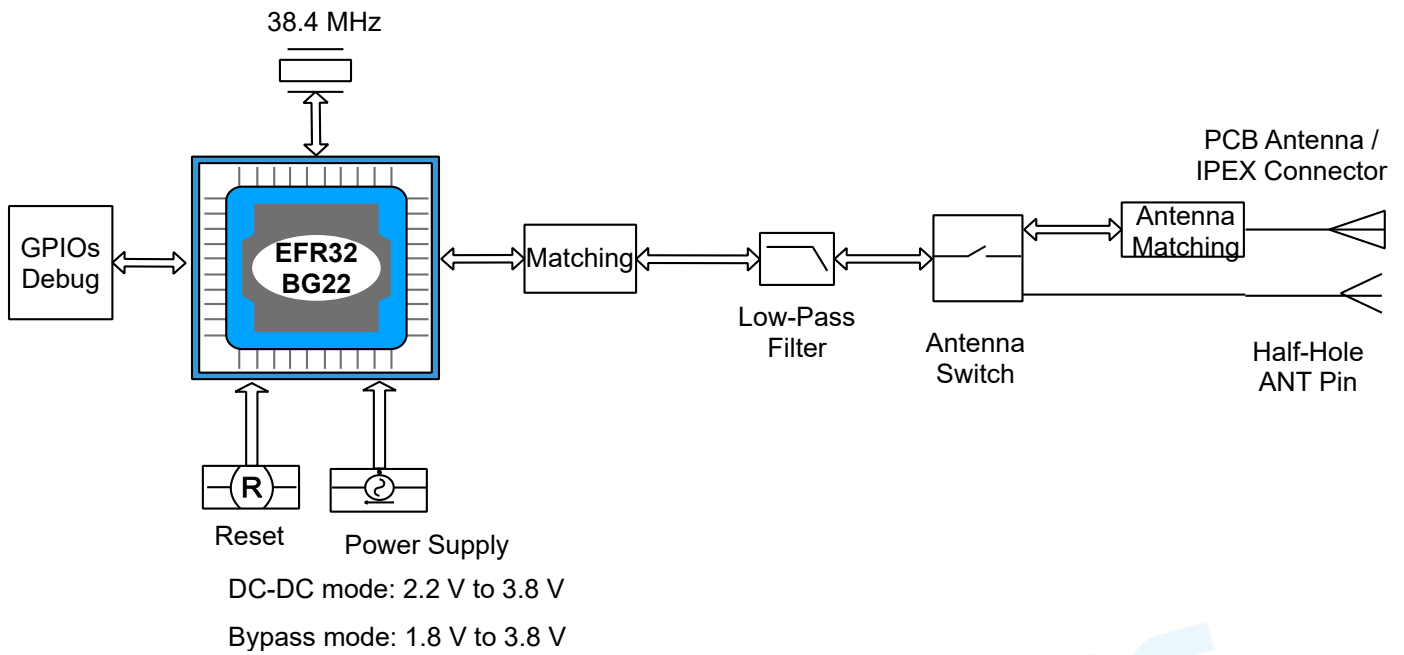 38.4 MHz
PCB Antenna /
IPEX Connector
GPIOs
Debug
EFR32
BG22
Matching
Antenna
Matching
Low-Pass
Filter
Antenna
Switch
Half-Hole
ANT Pin
R
Reset
Power Supply
DC-DC mode: 2.2 V to 3.8 V
Bypass mode: 1.8 V to 3.8 V